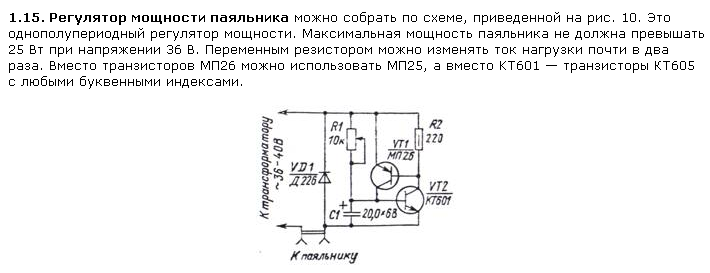 1.15. Регулятор мощности паяльника можно собрать по схеме, приведенной на рис. 10. Это
однополупериодный регулятор мощности. Максимальная мощность паяльника не должна превышать
25 Вт при напряжении 36 В. Переменным резистором можно изменять ток нагрузки почти в два
раза. Вместо транзисторов МП26 можно использовать МП25, а вместо КТ601 — транзисторы КТ605
с любыми буквенными индексами.
К трансформатору
~36-40В
VD1
Д226
R1
10к
VT1
МП26
R2
220
VT2
КТ601
+
C1
20,0×6В
К паяльнику